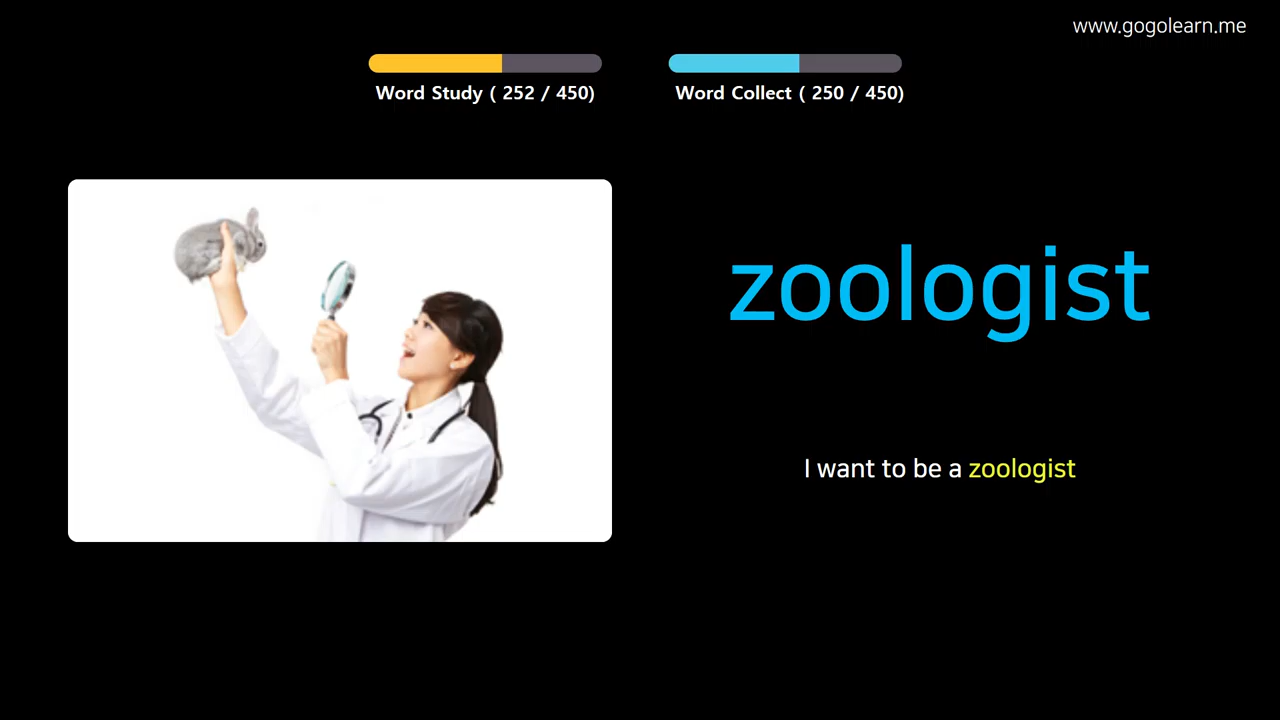 www.gogolearn.me
Word Study ( 252 / 450)
Word Collect ( 250 / 450)
zoologist
I want to be a zoologist